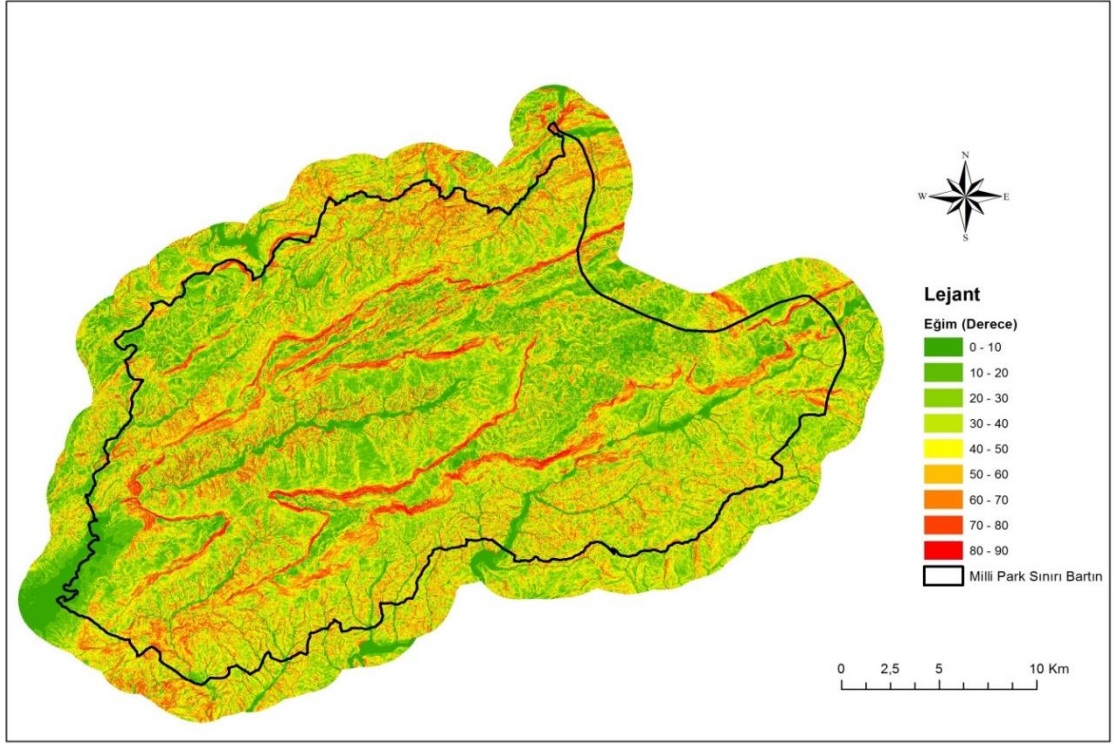 N
W E
S
Lejant
Eğim (Derece)
0 - 10
10 - 20
20 - 30
30 - 40
40 - 50
50 - 60
60 - 70
70 - 80
80 - 90
Milli Park Sınırı Bartın
0 2,5 5 10 Km